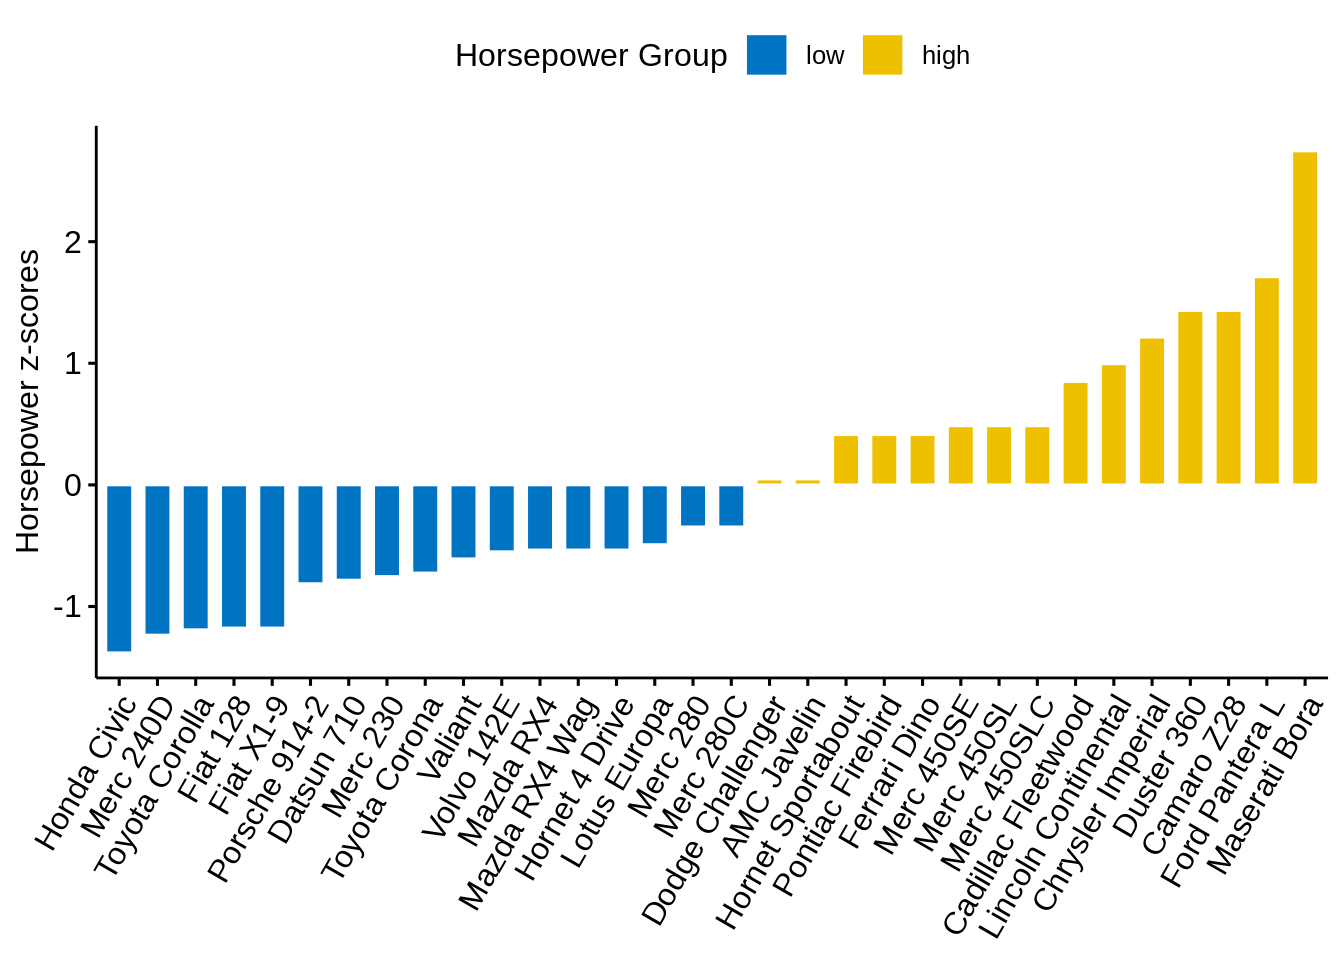 Horsepower Group low high
Horsepower z-scores
2
1
0
-1
Honda Civic
Merc 240D
Toyota Corolla
Fiat 128
Fiat X1-9
Porsche 914-2
Datsun 710
Merc 230
Toyota Corona
Valiant
Volvo 142E
Mazda RX4
Mazda RX4 Wag
Hornet 4 Drive
Lotus Europa
Merc 280
Merc 280C
Dodge Challenger
AMC Javelin
Hornet Sportabout
Pontiac Firebird
Ferrari Dino
Merc 450SE
Merc 450SL
Merc 450SLC
Cadillac Fleetwood
Lincoln Continental
Chrysler Imperial
Duster 360
Camaro Z28
Ford Pantera L
Maserati Bora